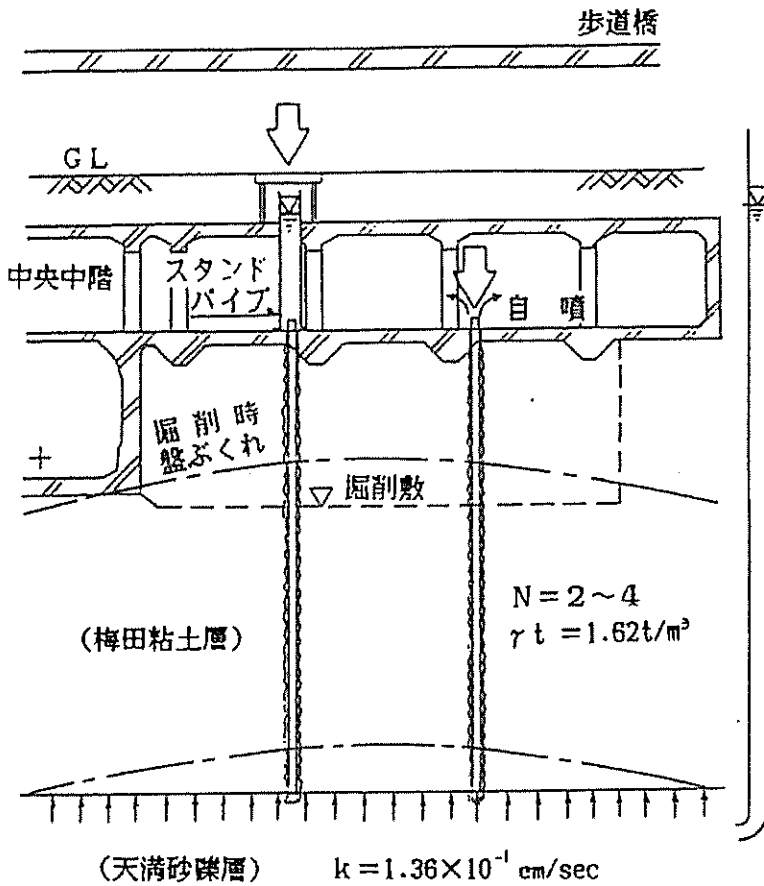 歩道橋
GL
中央中階
スタンド
パイプ
自噴
掘削時
盤ぶくれ
掘削敷
N=2～4
γt=1.62t/m³
(梅田粘土層)
(天満砂礫層) k=1.36×10⁻¹ cm/sec